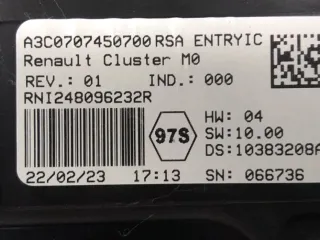 A3C0707450700 RSA ENTRYIC
Renault Cluster M0
REV.: 01 IND.: 000
RNI248096232R
HW: 04
97S
SW:10.00
DS:10383208A
22/02/23 17:13 SN: 066736